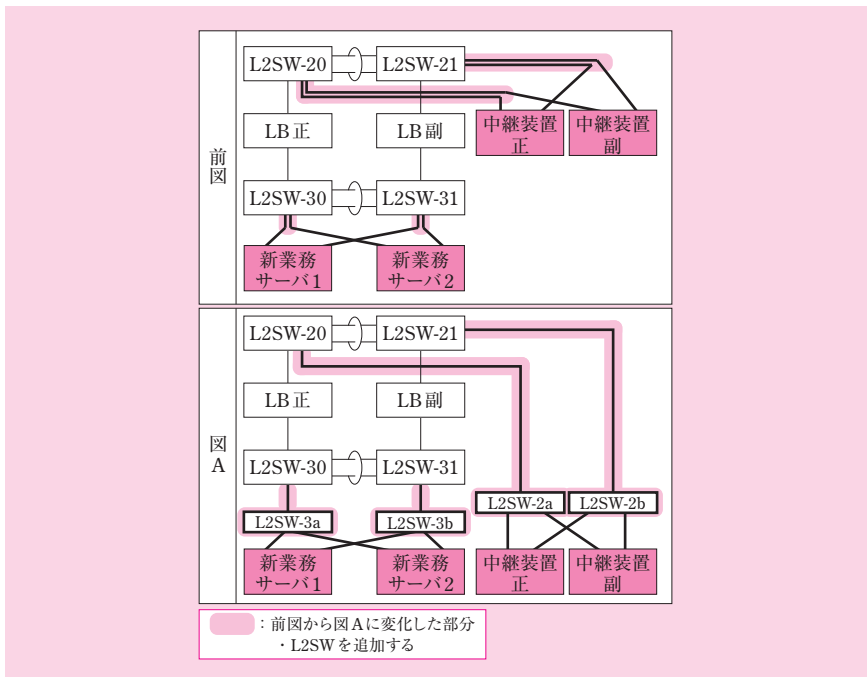 前図
L2SW-20
L2SW-21
LB正
LB副
中継装置
正
中継装置
副
L2SW-30
L2SW-31
新業務
サーバ1
新業務
サーバ2
図A
L2SW-20
L2SW-21
LB正
LB副
L2SW-30
L2SW-31
L2SW-2a
L2SW-2b
L2SW-3a
L2SW-3b
新業務
サーバ1
新業務
サーバ2
中継装置
正
中継装置
副
：前図から図Aに変化した部分
・L2SWを追加する